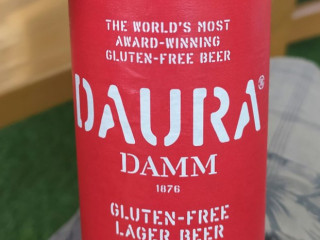 THE WORLD'S MOST
AWARD-WINNING
GLUTEN-FREE BEER
DAURA®
DAMM
1876
GLUTEN-FREE
LAGER BEER